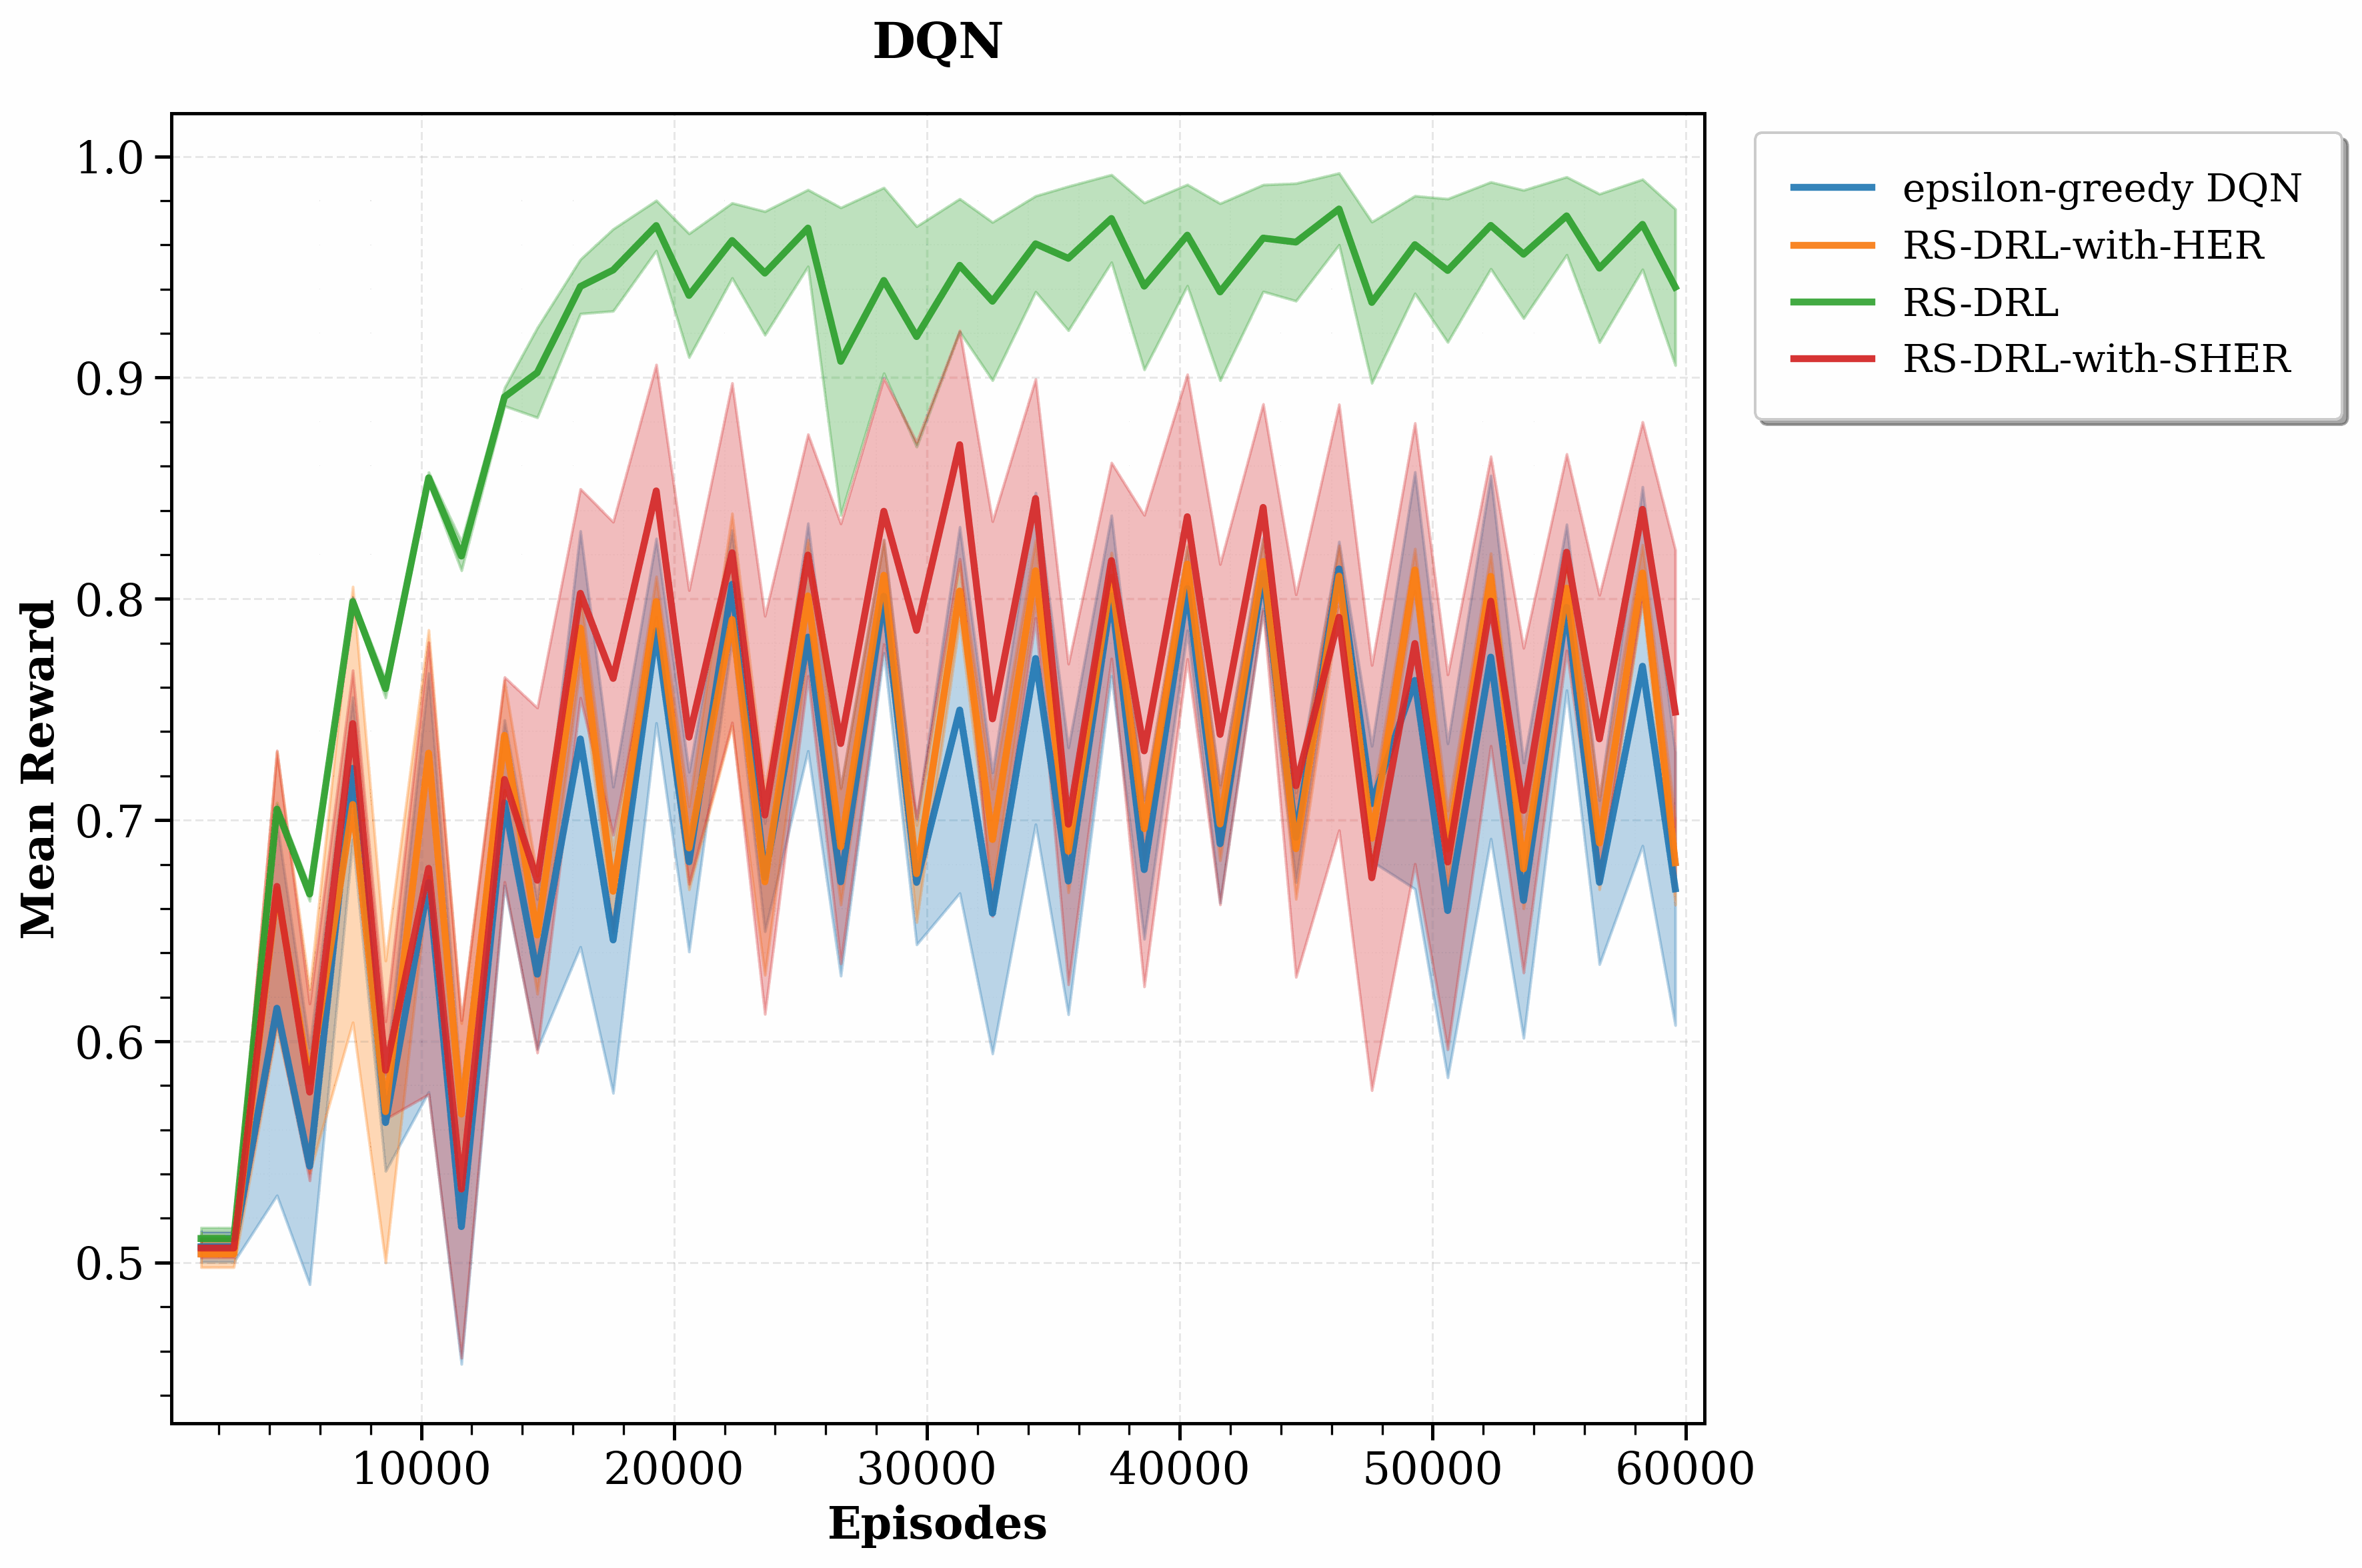 DQN
epsilon-greedy DQN
RS-DRL-with-HER
RS-DRL
RS-DRL-with-SHER
Mean Reward
1.0
0.9
0.8
0.7
0.6
0.5
10000 20000 30000 40000 50000 60000
Episodes